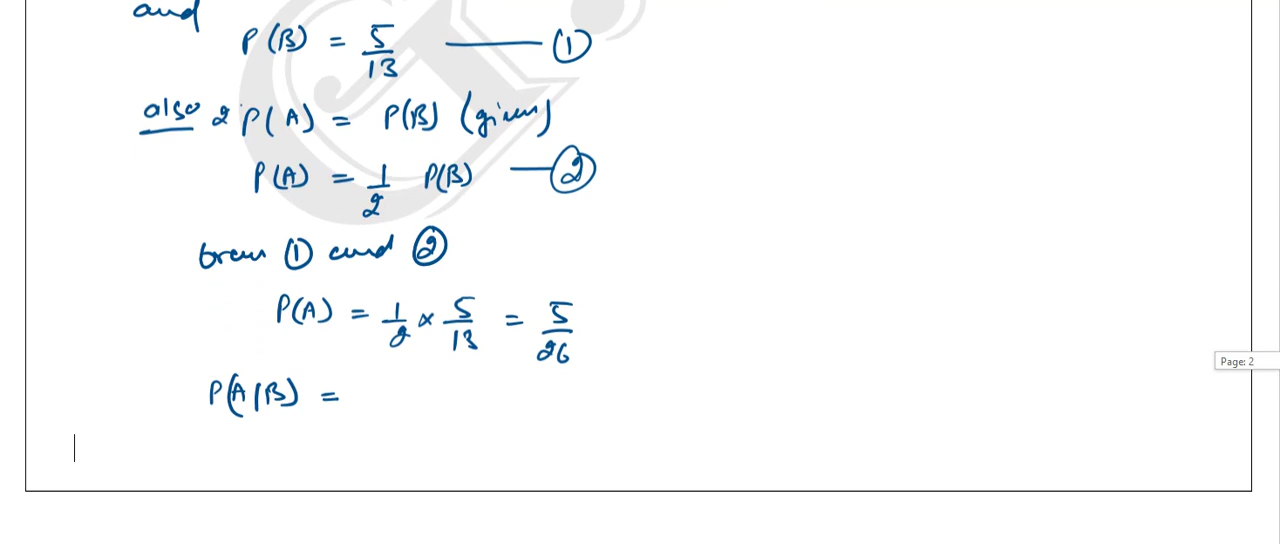 and
P(B) = 5/13 ——— (1)
also 2 P(A) = P(B) (given)
P(A) = 1/2 P(B) — (2)
from (1) and (2)
P(A) = 1/2 × 5/13 = 5/26
Page: 2
P(A|B) =